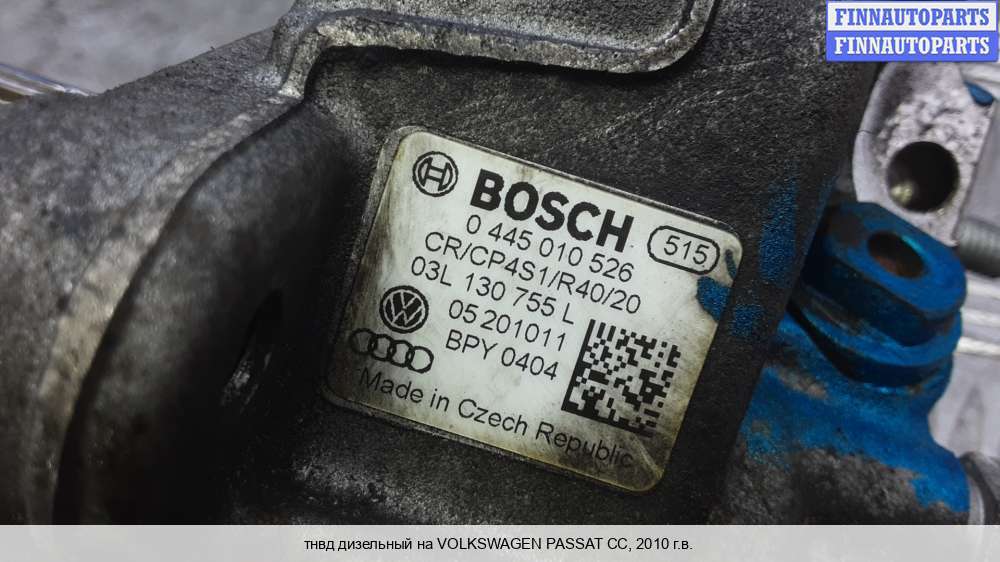 FINNAUTOPARTS
FINNAUTOPARTS
BOSCH
0 445 010 526
515
CR/CP4S1/R40/20
03L 130 755 L
05 201011
BPY 0404
Made in Czech Republic
тнвд дизельный на VOLKSWAGEN PASSAT CC, 2010 г.в.